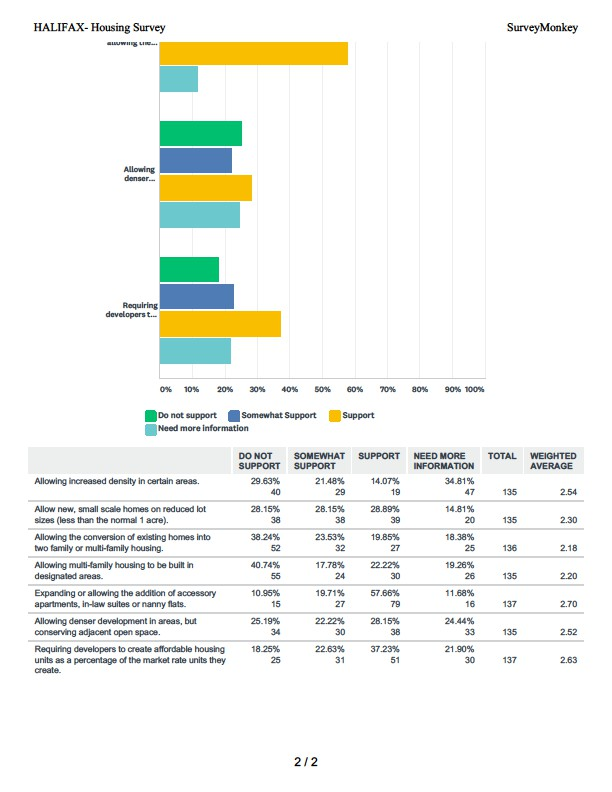 HALIFAX- Housing Survey SurveyMonkey
allowing the...
Allowing
denser...
Requiring
developers t...
0% 10% 20% 30% 40% 50% 60% 70% 80% 90% 100%
Do not support Somewhat Support Support
Need more information
DO NOT SUPPORT SOMEWHAT SUPPORT SUPPORT NEED MORE INFORMATION TOTAL WEIGHTED AVERAGE
Allowing increased density in certain areas. 29.63% 21.48% 14.07% 34.81%
40 29 19 47 135 2.54
Allow new, small scale homes on reduced lot 28.15% 28.15% 28.89% 14.81%
sizes (less than the normal 1 acre). 38 38 39 20 135 2.30
Allowing the conversion of existing homes into 38.24% 23.53% 19.85% 18.38%
two family or multi-family housing. 52 32 27 25 136 2.18
Allowing multi-family housing to be built in 40.74% 17.78% 22.22% 19.26%
designated areas. 55 24 30 26 135 2.20
Expanding or allowing the addition of accessory 10.95% 19.71% 57.66% 11.68%
apartments, in-law suites or nanny flats. 15 27 79 16 137 2.70
Allowing denser development in areas, but 25.19% 22.22% 28.15% 24.44%
conserving adjacent open space. 34 30 38 33 135 2.52
Requiring developers to create affordable housing 18.25% 22.63% 37.23% 21.90%
units as a percentage of the market rate units they 25 31 51 30 137 2.63
create.
2 / 2